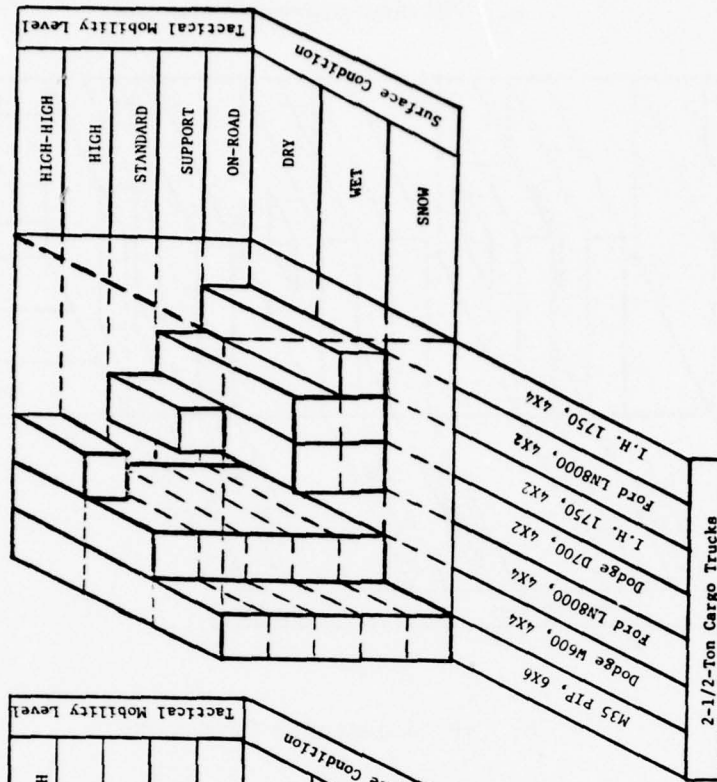 Tactical Mobility Level
HIGH-HIGH
HIGH
STANDARD
SUPPORT
ON-ROAD
Surface Condition
DRY
WET
SNOW
I.H. 1750, 4X4
Ford LN8000, 4X2
I.H. 1750, 4X2
Dodge D700, 4X2
Ford LN8000, 4X4
Dodge W600, 4X4
M35 PIP, 6X6
2-1/2-Ton Cargo Trucks
Tactical Mobility Level
H
Condition